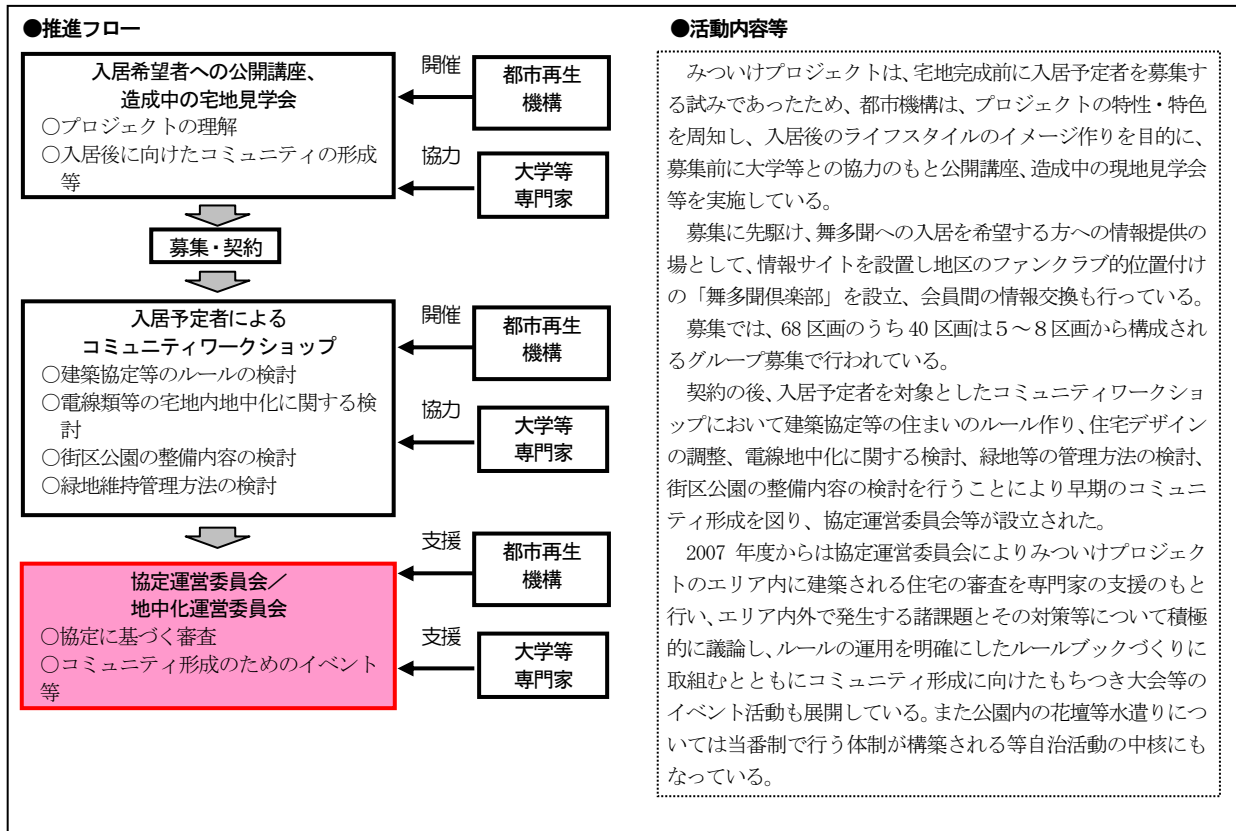 ●推進フロー
入居希望者への公開講座、
造成中の宅地見学会
○プロジェクトの理解
○入居後に向けたコミュニティの形成
等
開催
都市再生
機構
協力
大学等
専門家
募集・契約
入居予定者による
コミュニティワークショップ
○建築協定等のルールの検討
○電線類等の宅地内地中化に関する検
討
○街区公園の整備内容の検討
○緑地維持管理方法の検討
開催
都市再生
機構
協力
大学等
専門家
協定運営委員会／
地中化運営委員会
○協定に基づく審査
○コミュニティ形成のためのイベント
等
支援
都市再生
機構
支援
大学等
専門家
●活動内容等
みついけプロジェクトは、宅地完成前に入居予定者を募集す
る試みであったため、都市機構は、プロジェクトの特性・特色
を周知し、入居後のライフスタイルのイメージ作りを目的に、
募集前に大学等との協力のもと公開講座、造成中の現地見学会
等を実施している。
募集に先駆け、舞多聞への入居を希望する方への情報提供の
場として、情報サイトを設置し地区のファンクラブ的位置付け
の「舞多聞倶楽部」を設立、会員間の情報交換も行っている。
募集では、68 区画のうち 40 区画は５～８区画から構成され
るグループ募集で行われている。
契約の後、入居予定者を対象としたコミュニティワークショ
ップにおいて建築協定等の住まいのルール作り、住宅デザイン
の調整、電線地中化に関する検討、緑地等の管理方法の検討、
街区公園の整備内容の検討を行うことにより早期のコミュニ
ティ形成を図り、協定運営委員会等が設立された。
2007 年度からは協定運営委員会によりみついけプロジェク
トのエリア内に建築される住宅の審査を専門家の支援のもと
行い、エリア内外で発生する諸課題とその対策等について積極
的に議論し、ルールの運用を明確にしたルールブックづくりに
取組むとともにコミュニティ形成に向けたもちつき大会等の
イベント活動も展開している。また公園内の花壇等水遣りにつ
いては当番制で行う体制が構築される等自治活動の中核にも
なっている。